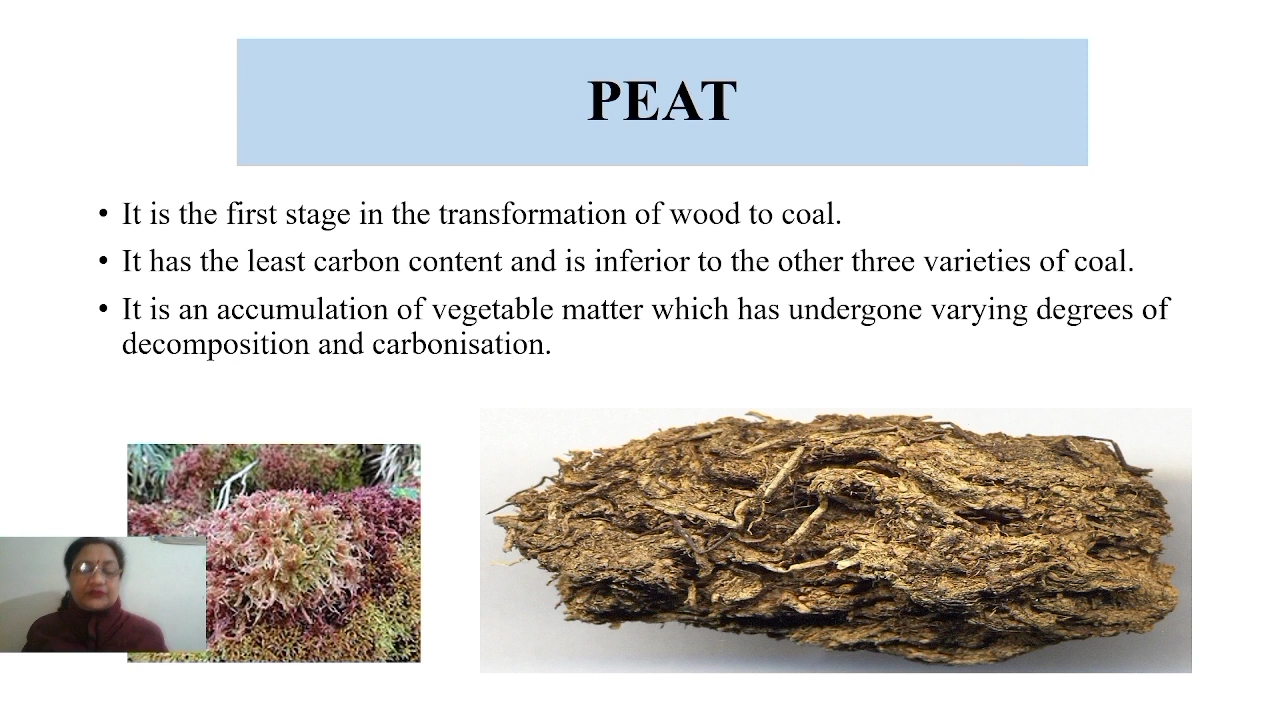 PEAT
• It is the first stage in the transformation of wood to coal.
• It has the least carbon content and is inferior to the other three varieties of coal.
• It is an accumulation of vegetable matter which has undergone varying degrees of
decomposition and carbonisation.